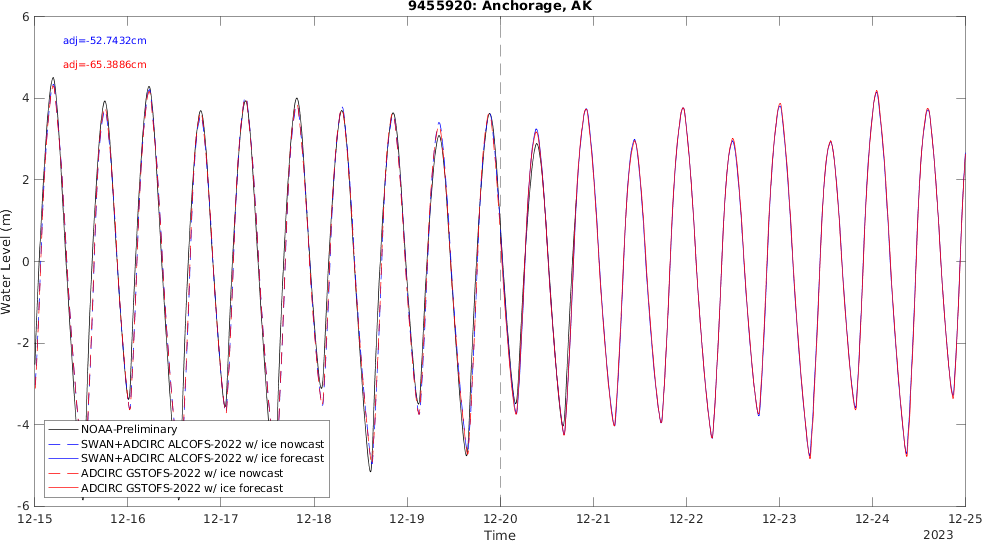 9455920: Anchorage, AK
adj=-52.7432cm
adj=-65.3886cm
6
4
2
0
-2
-4
-6
Water Level (m)
NOAA-Preliminary
SWAN+ADCIRC ALCOFS-2022 w/ ice nowcast
SWAN+ADCIRC ALCOFS-2022 w/ ice forecast
ADCIRC GSTOFS-2022 w/ ice nowcast
ADCIRC GSTOFS-2022 w/ ice forecast
12-15 12-16 12-17 12-18 12-19 12-20 12-21 12-22 12-23 12-24 12-25
Time
2023